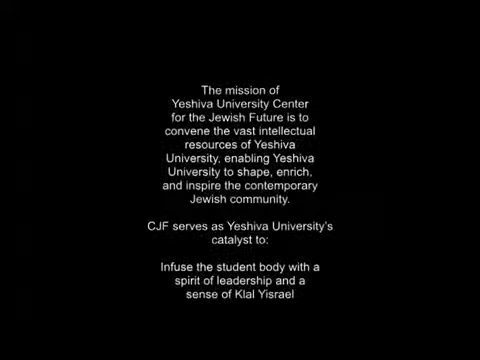 The mission of
Yeshiva University Center
for the Jewish Future is to
convene the vast intellectual
resources of Yeshiva
University, enabling Yeshiva
University to shape, enrich,
and inspire the contemporary
Jewish community.
CJF serves as Yeshiva University's
catalyst to:
Infuse the student body with a
spirit of leadership and a
sense of Klal Yisrael